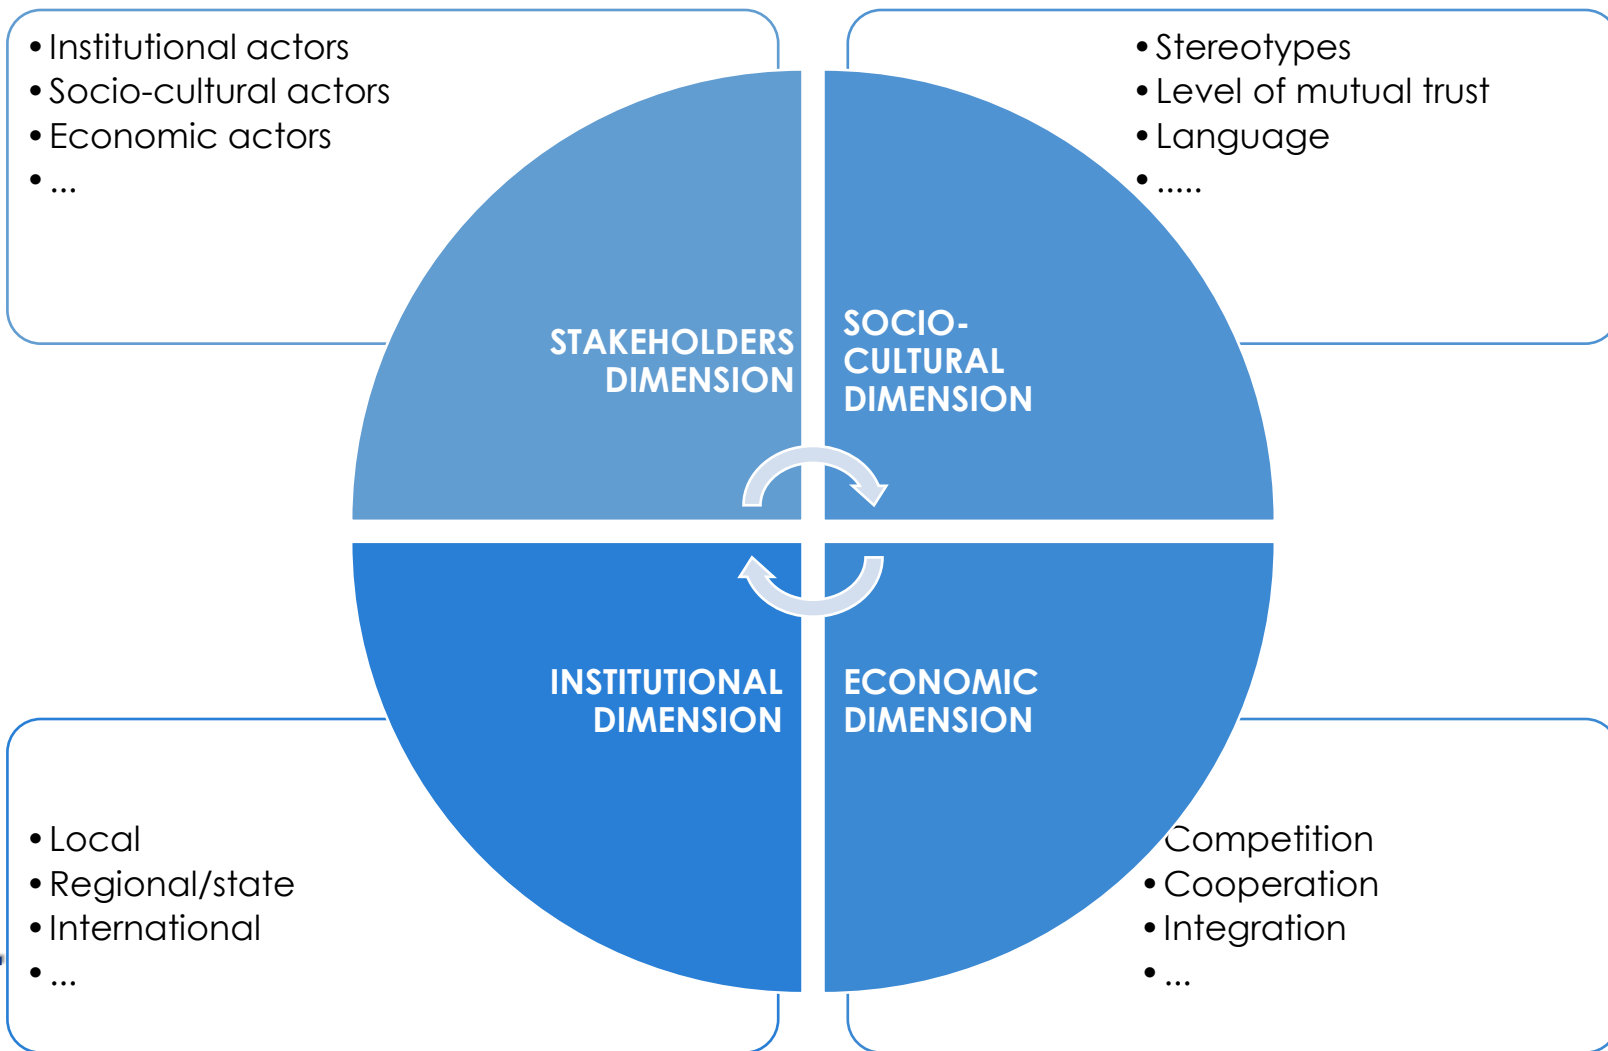 • Institutional actors
• Socio-cultural actors
• Economic actors
• ...
• Stereotypes
• Level of mutual trust
• Language
• .....
STAKEHOLDERS
DIMENSION
SOCIO-
CULTURAL
DIMENSION
INSTITUTIONAL
DIMENSION
ECONOMIC
DIMENSION
• Local
• Regional/state
• International
• ...
Competition
• Cooperation
• Integration
• ...